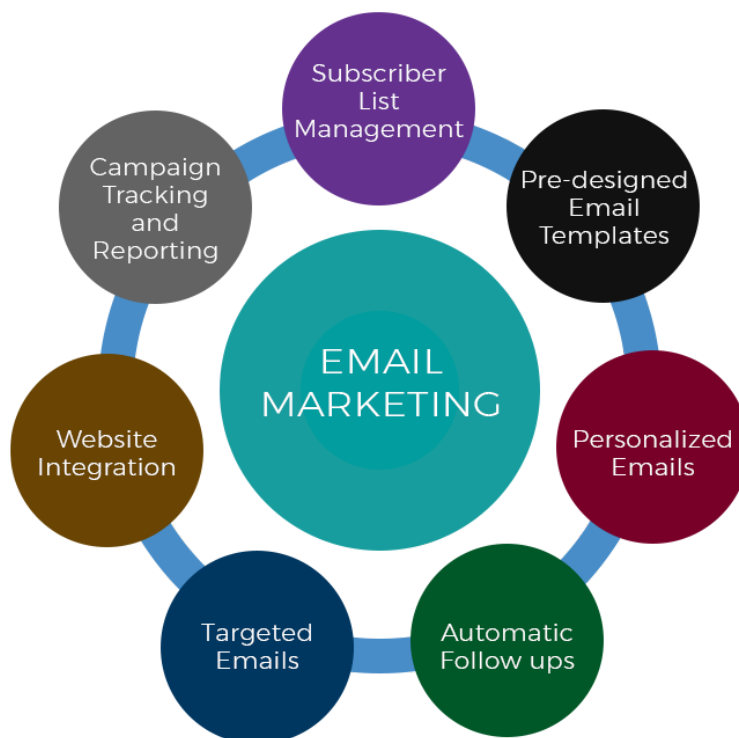 Subscriber
List
Management
Pre-designed
Email
Templates
Personalized
Emails
Automatic
Follow ups
Targeted
Emails
Website
Integration
Campaign
Tracking
and
Reporting
EMAIL
MARKETING